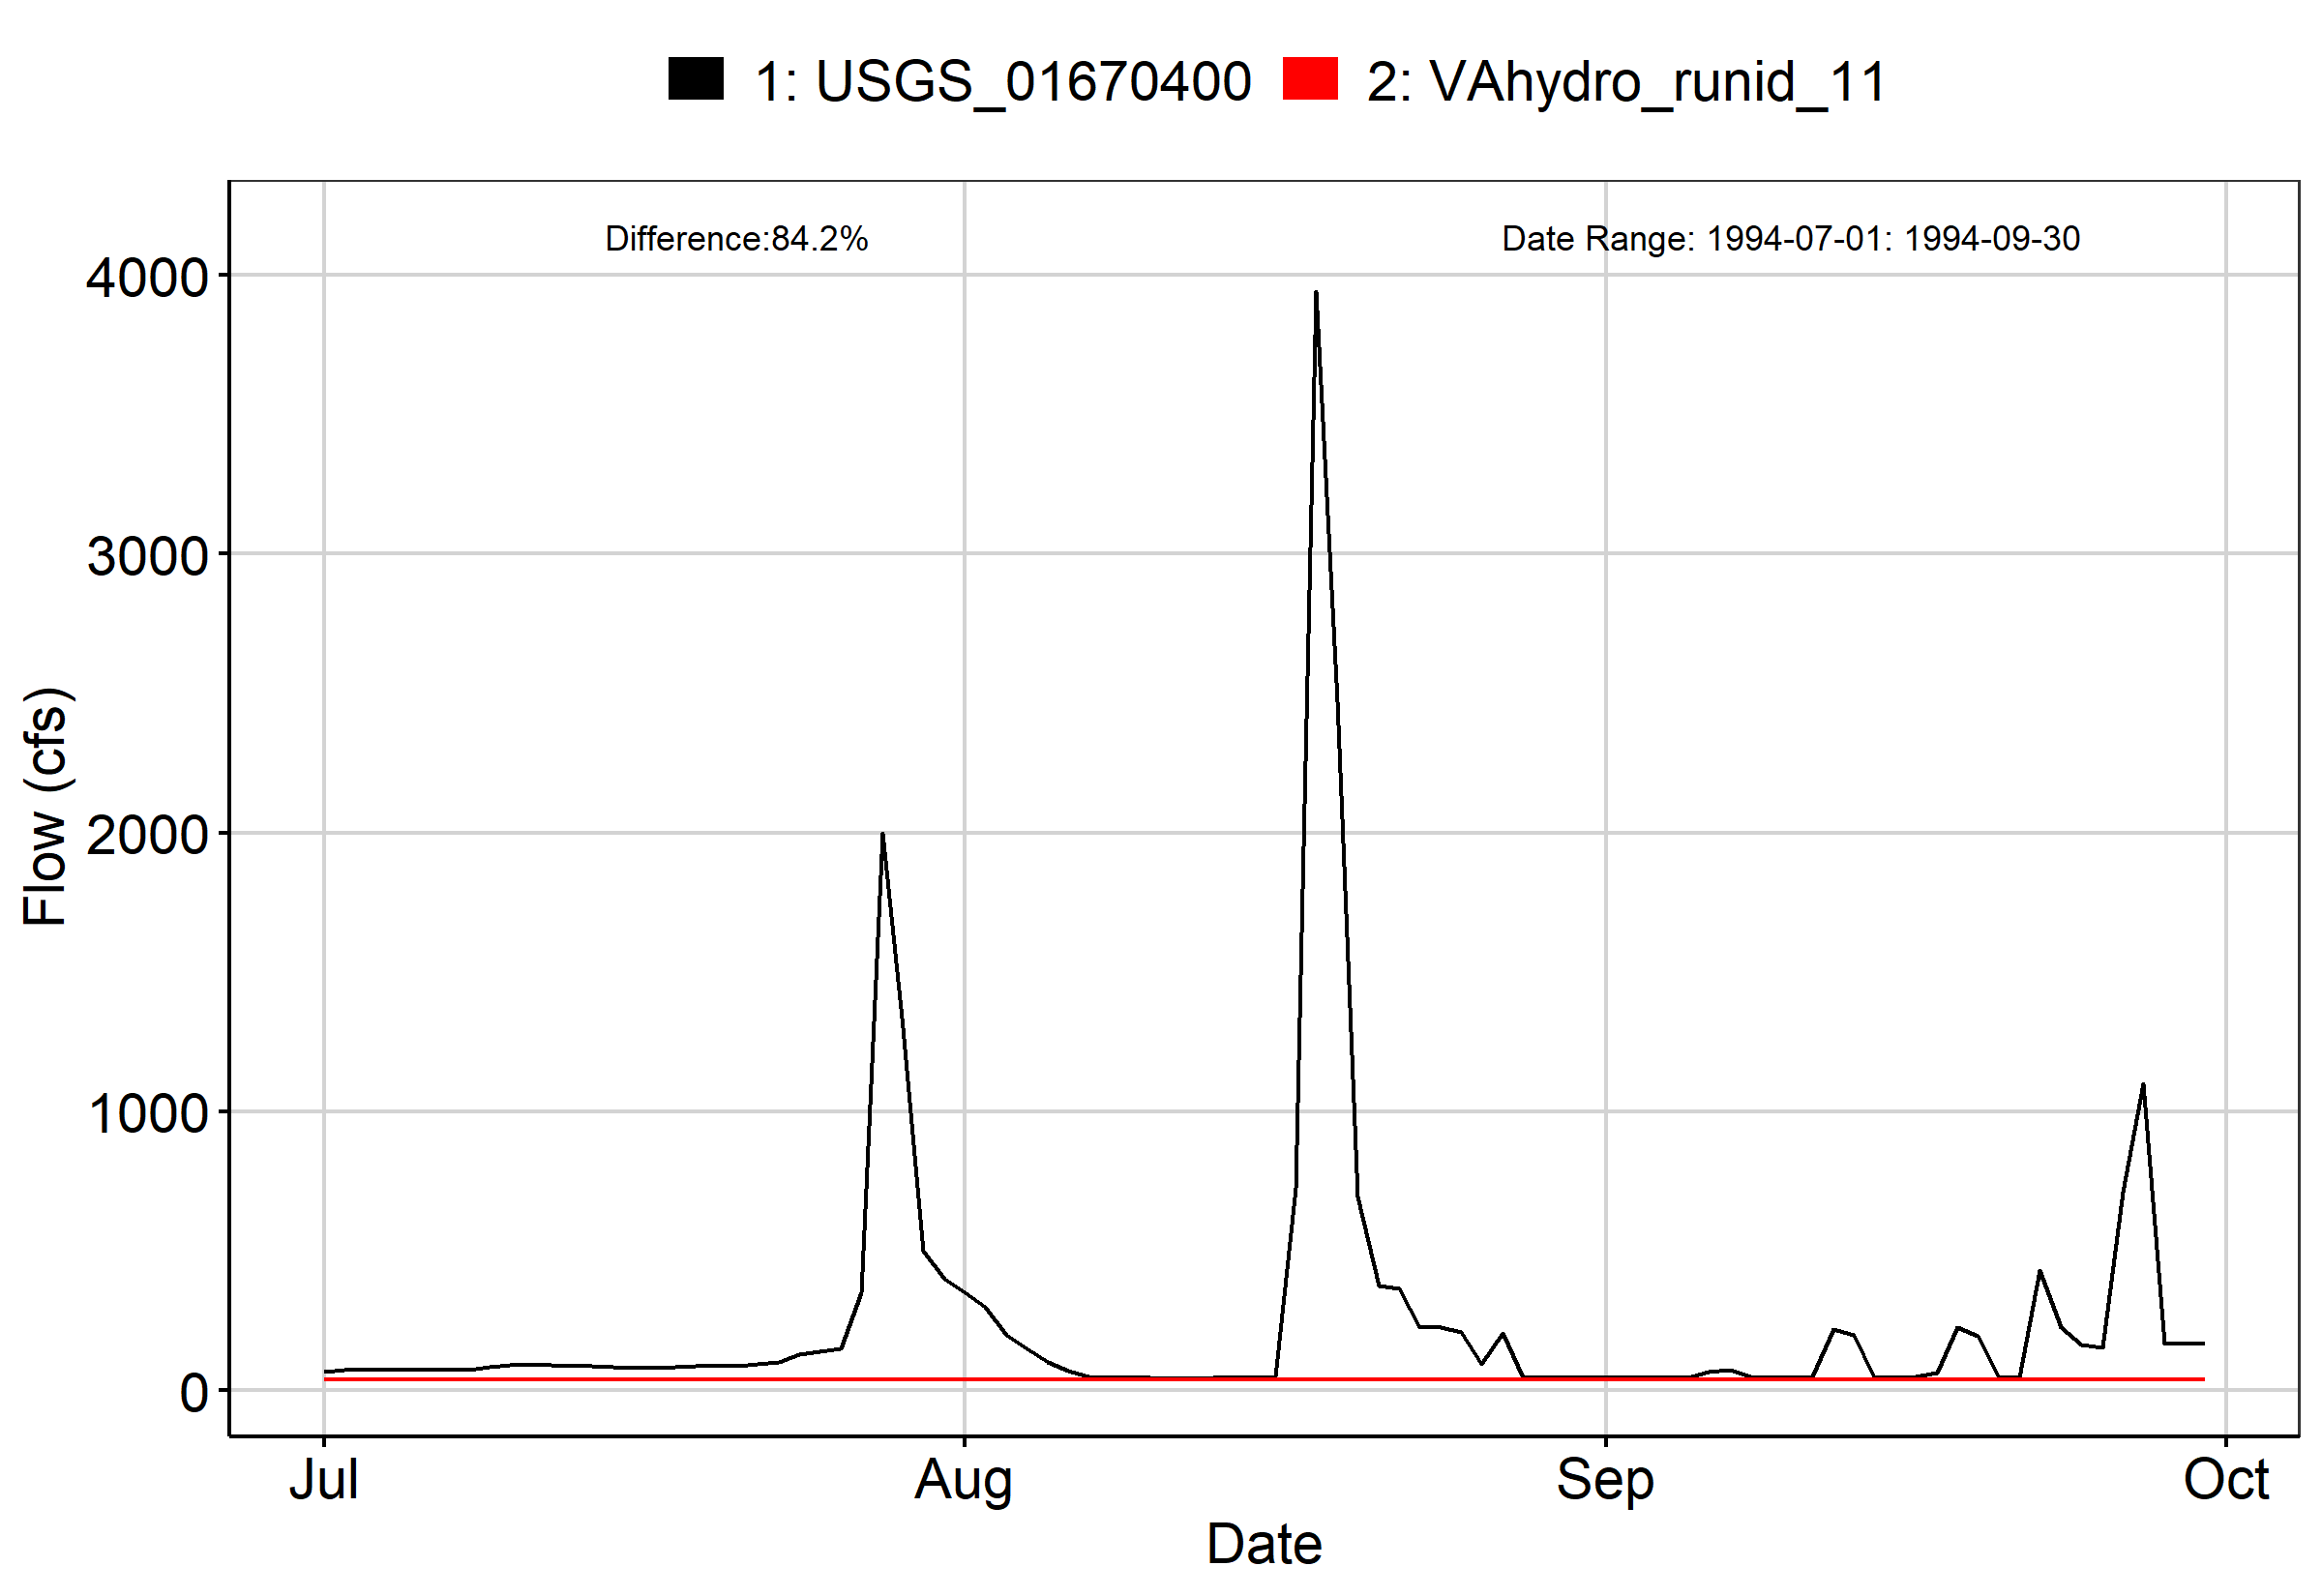 1: USGS_01670400 2: VAhydro_runid_11
Difference:84.2% Date Range: 1994-07-01: 1994-09-30
4000
3000
2000
1000
0
Flow (cfs)
Jul Aug Sep Oct
Date